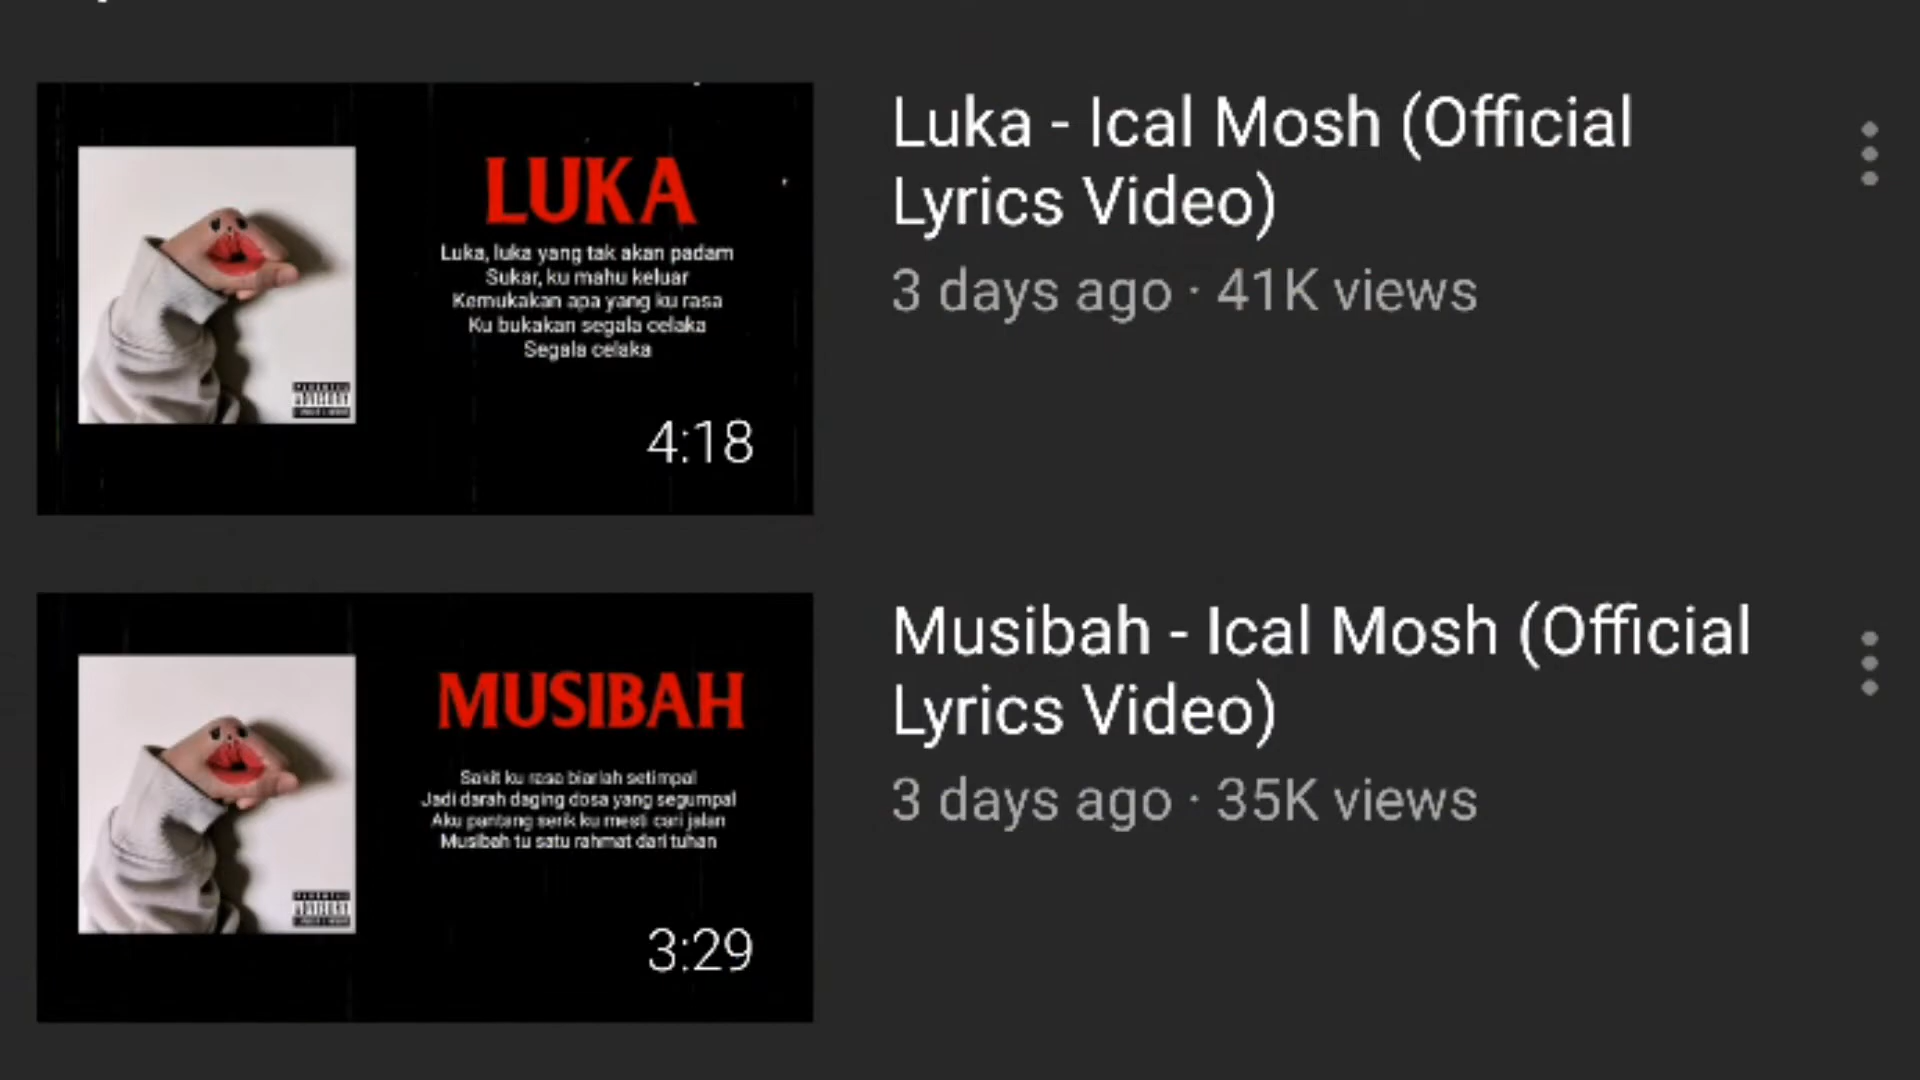 LUKA
Luka, luka yang tak akan padam
Sukar, ku mahu keluar
Kemukakan apa yang ku rasa
Ku bukakan segala celaka
Segala celaka
4:18
Luka - Ical Mosh (Official
Lyrics Video)
3 days ago · 41K views
ADVISORY
MUSIBAH
Sakit ku rasa biarlah setimpal
Jadi darah daging dosa yang segumpal
Aku pantang serik ku mesti cari jalan
Musibah tu satu rahmat dari tuhan
3:29
Musibah - Ical Mosh (Official
Lyrics Video)
3 days ago · 35K views
ADVISORY